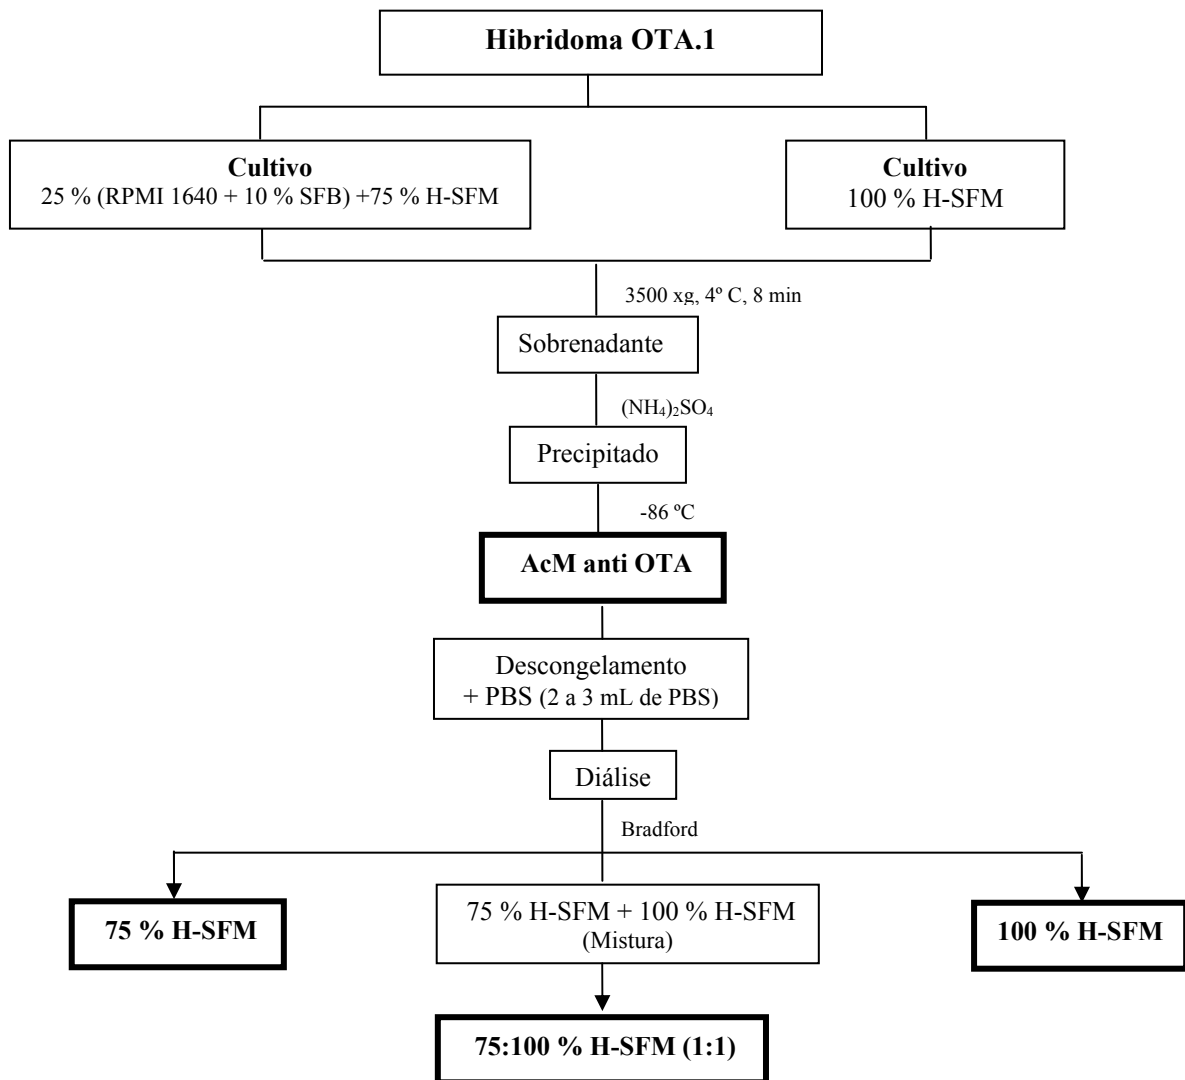 Hibridoma OTA.1
Cultivo
25 % (RPMI 1640 + 10 % SFB) +75 % H-SFM
Cultivo
100 % H-SFM
3500 xg, 4º C, 8 min
Sobrenadante
(NH₄)₂SO₄
Precipitado
-86 ºC
AcM anti OTA
Descongelamento
+ PBS (2 a 3 mL de PBS)
Diálise
Bradford
75 % H-SFM
75 % H-SFM + 100 % H-SFM
(Mistura)
100 % H-SFM
75:100 % H-SFM (1:1)